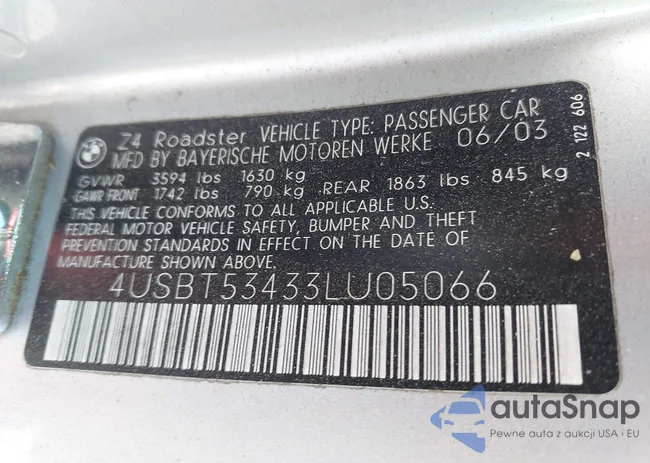 BMW
Z4 Roadster VEHICLE TYPE: PASSENGER CAR
MFD BY BAYERISCHE MOTOREN WERKE 06/03
GVWR 3594 lbs 1630 kg
GAWR FRONT 1742 lbs 790 kg REAR 1863 lbs 845 kg
THIS VEHICLE CONFORMS TO ALL APPLICABLE U.S.
FEDERAL MOTOR VEHICLE SAFETY, BUMPER AND THEFT
PREVENTION STANDARDS IN EFFECT ON THE DATE OF
MANUFACTURE SHOWN ABOVE.
4USBT53433LU05066
2 122 606
autaSnap
Pewne auta z aukcji USA i EU